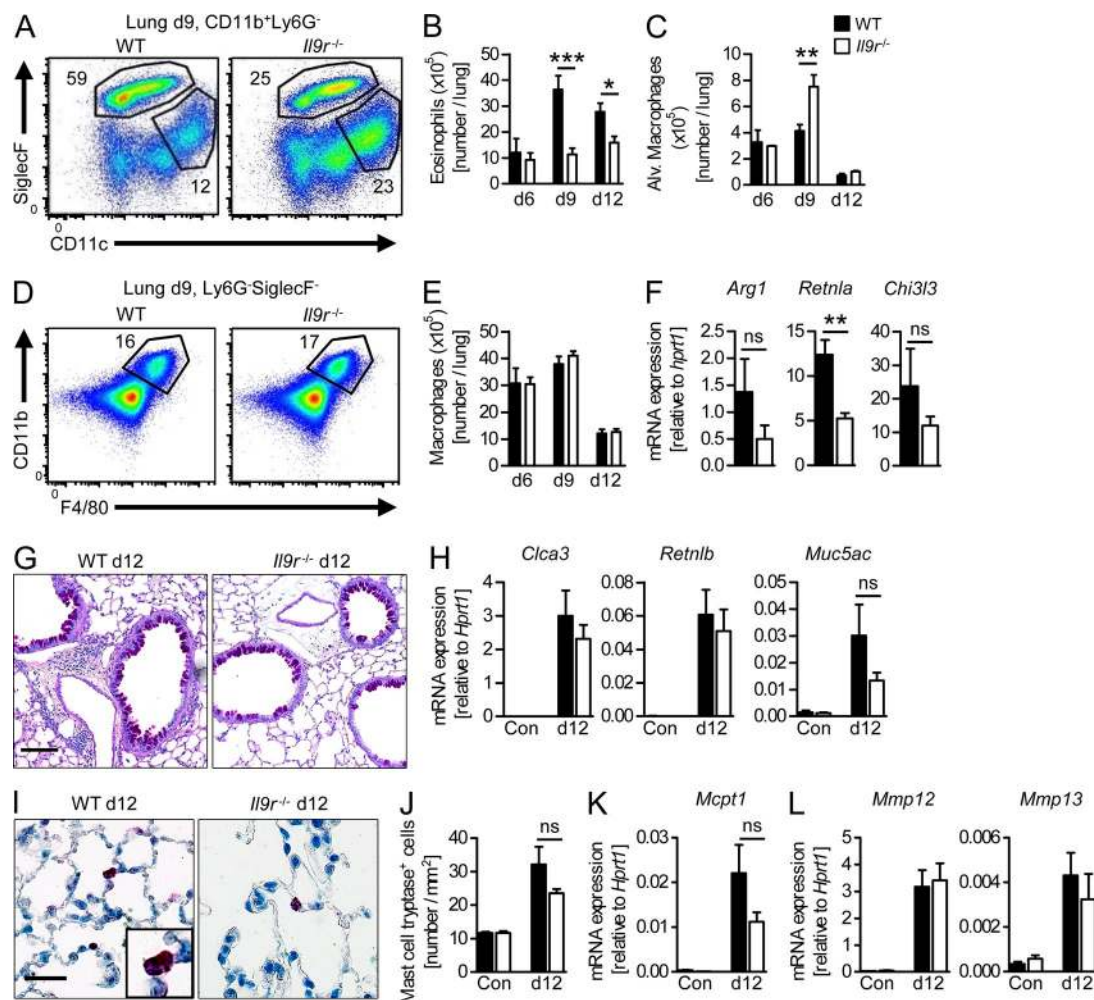 A
Lung d9, CD11b⁺Ly6G⁻
WT
Il9r⁻/⁻
SiglecF
59
12
25
23
0
0
CD11c
B
Eosinophils (x10⁵)
[number / lung]
50
40
30
20
10
0
***
*
d6 d9 d12
C
WT
Il9r⁻/⁻
Alv. Macrophages
(x10⁵)
[number / lung]
10
8
6
4
2
0
**
d6 d9 d12
D
Lung d9, Ly6G⁻SiglecF⁻
WT
Il9r⁻/⁻
CD11b
16
17
0
0
F4/80
E
Macrophages (x10⁵)
[number / lung]
50
40
30
20
10
0
d6 d9 d12
F
Arg1 Retnla Chi3l3
mRNA expression
[relative to hprt1]
2.0
1.5
1.0
0.5
0.0
ns
15
10
5
0
**
40
30
20
10
0
ns
G
WT d12
Il9r⁻/⁻ d12
H
Clca3 Retnlb Muc5ac
mRNA expression
[relative to Hprt1]
4
3
2
1
0
Con d12
0.08
0.06
0.04
0.02
0.00
Con d12
0.05
0.04
0.03
0.02
0.01
0.00
ns
Con d12
I
WT d12
Il9r⁻/⁻ d12
J
Mast cell tryptase⁺ cells
[number / mm²]
40
30
20
10
0
ns
Con d12
K
Mcpt1
mRNA expression
[relative to Hprt1]
0.03
0.02
0.01
0.00
ns
Con d12
L
Mmp12 Mmp13
mRNA expression
[relative to Hprt1]
5
4
3
2
1
0
Con d12
0.006
0.004
0.002
0.000
Con d12